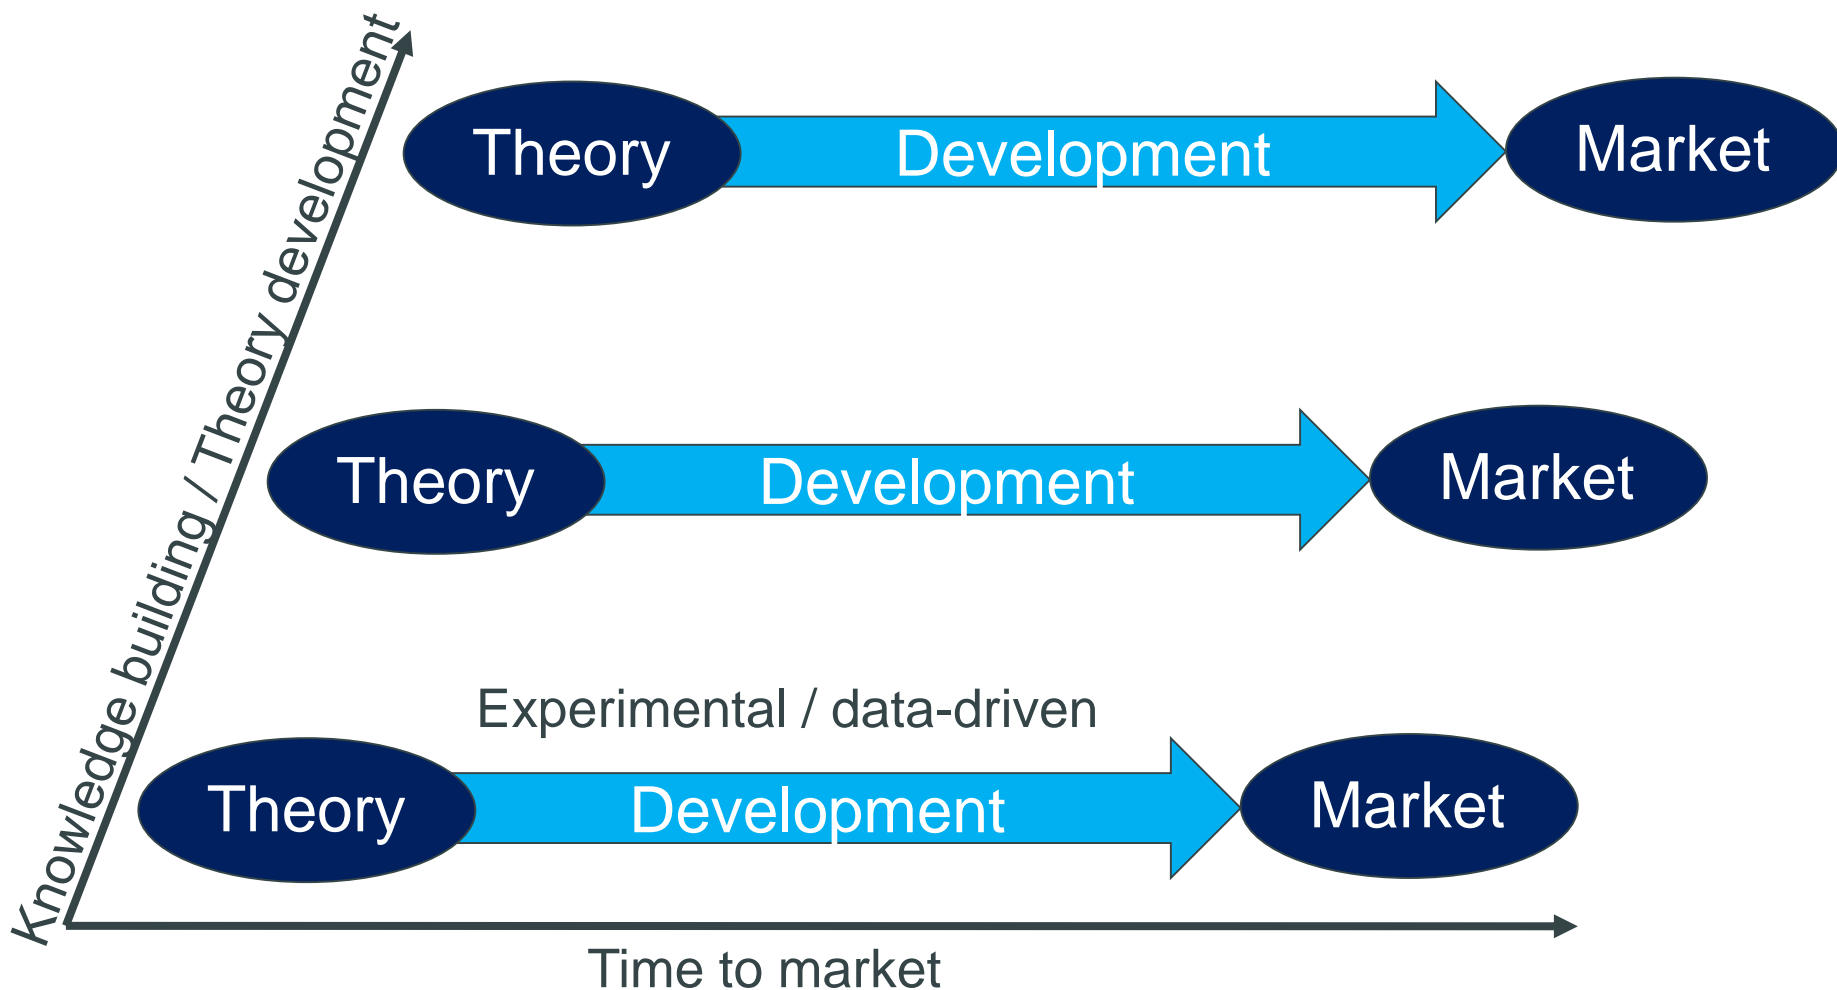 Knowledge building / Theory development
Theory Development Market
Theory Development Market
Experimental / data-driven
Theory Development Market
Time to market